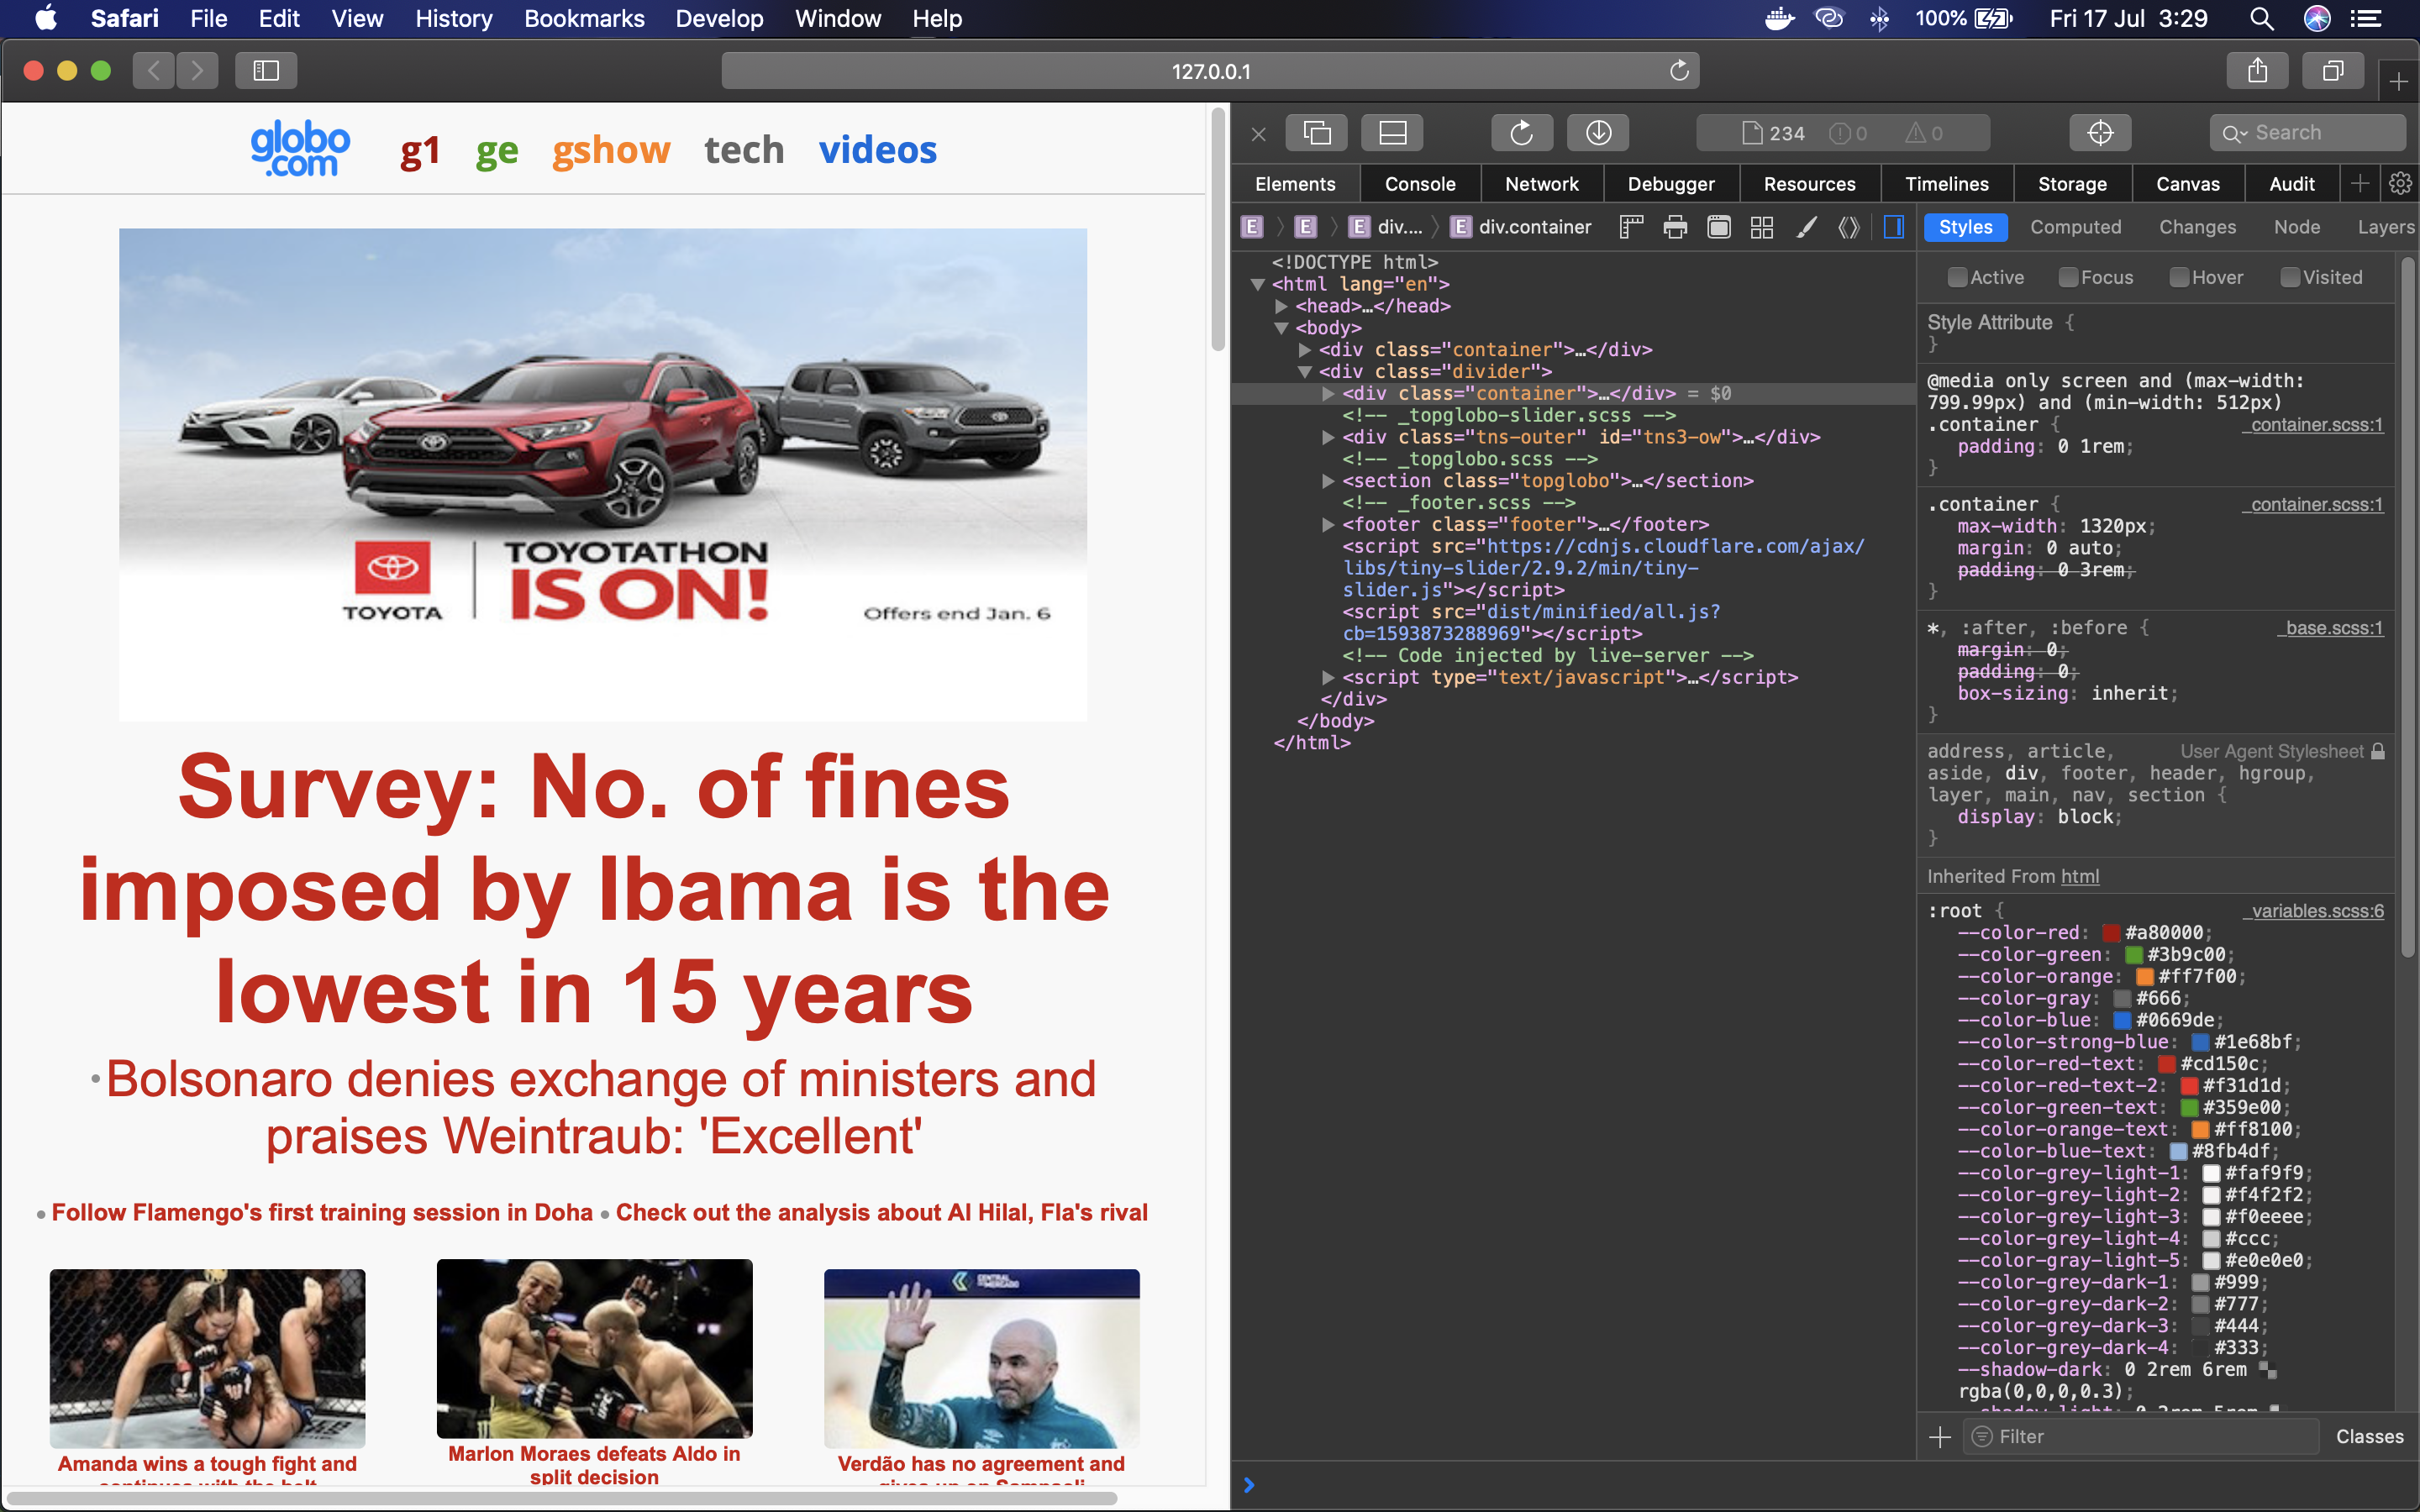 Safari File Edit View History Bookmarks Develop Window Help 100% Fri 17 Jul 3:29
127.0.0.1
globo
.com
g1 ge gshow tech videos
TOYOTA
TOYOTATHON
IS ON!
Offers end Jan. 6
Survey: No. of fines
imposed by Ibama is the
lowest in 15 years
•Bolsonaro denies exchange of ministers and
praises Weintraub: 'Excellent'
• Follow Flamengo's first training session in Doha • Check out the analysis about Al Hilal, Fla's rival
Amanda wins a tough fight and
Marlon Moraes defeats Aldo in
split decision
CENTRAL
Verdão has no agreement and
234 0 0 Search
Elements Console Network Debugger Resources Timelines Storage Canvas Audit
E E E div.... E div.container
<!DOCTYPE html>
<html lang="en">
<head>…</head>
<body>
<div class="container">…</div>
<div class="divider">
<div class="container">…</div> = $0
<!-- _topglobo-slider.scss -->
<div class="tns-outer" id="tns3-ow">…</div>
<!-- _topglobo.scss -->
<section class="topglobo">…</section>
<!-- _footer.scss -->
<footer class="footer">…</footer>
<script src="https://cdnjs.cloudflare.com/ajax/
libs/tiny-slider/2.9.2/min/tiny-
slider.js"></script>
<script src="dist/minified/all.js?
cb=1593873288969"></script>
<!-- Code injected by live-server -->
<script type="text/javascript">…</script>
</div>
</body>
</html>
Styles Computed Changes Node Layers
Active Focus Hover Visited
Style Attribute {
}
@media only screen and (max-width:
799.99px) and (min-width: 512px)
.container { _container.scss:1
padding: 0 1rem;
}
.container { _container.scss:1
max-width: 1320px;
margin: 0 auto;
padding: 0 3rem;
}
*, :after, :before { _base.scss:1
margin: 0;
padding: 0;
box-sizing: inherit;
}
address, article, User Agent Stylesheet
aside, div, footer, header, hgroup,
layer, main, nav, section {
display: block;
}
Inherited From html
:root { _variables.scss:6
--color-red: #a80000;
--color-green: #3b9c00;
--color-orange: #ff7f00;
--color-gray: #666;
--color-blue: #0669de;
--color-strong-blue: #1e68bf;
--color-red-text: #cd150c;
--color-red-text-2: #f31d1d;
--color-green-text: #359e00;
--color-orange-text: #ff8100;
--color-blue-text: #8fb4df;
--color-grey-light-1: #faf9f9;
--color-grey-light-2: #f4f2f2;
--color-grey-light-3: #f0eeee;
--color-grey-light-4: #ccc;
--color-gray-light-5: #e0e0e0;
--color-grey-dark-1: #999;
--color-grey-dark-2: #777;
--color-grey-dark-3: #444;
--color-grey-dark-4: #333;
--shadow-dark: 0 2rem 6rem
rgba(0,0,0,0.3);
Filter Classes